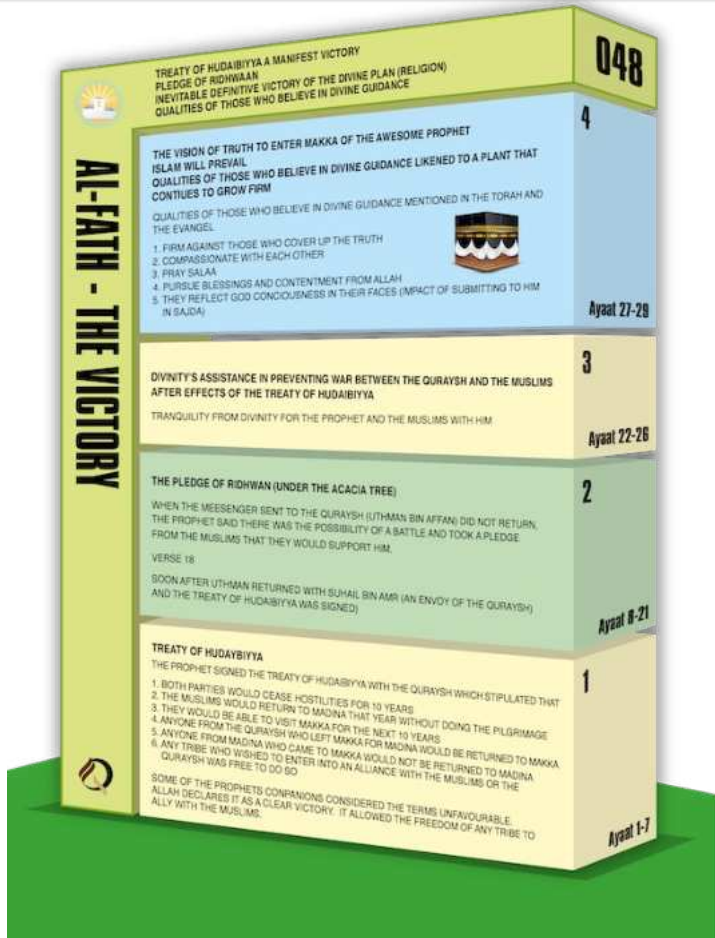 TREATY OF HUDAIBIYYA A MANIFEST VICTORY
PLEDGE OF RIDHWAAN
INEVITABLE DEFINITIVE VICTORY OF THE DIVINE PLAN (RELIGION)
QUALITIES OF THOSE WHO BELIEVE IN DIVINE GUIDANCE
048
AL-FATH - THE VICTORY
THE VISION OF TRUTH TO ENTER MAKKA OF THE AWESOME PROPHET
ISLAM WILL PREVAIL
QUALITIES OF THOSE WHO BELIEVE IN DIVINE GUIDANCE LIKENED TO A PLANT THAT
CONTIUES TO GROW FIRM
QUALITIES OF THOSE WHO BELIEVE IN DIVINE GUIDANCE MENTIONED IN THE TORAH AND
THE EVANGEL
1. FIRM AGAINST THOSE WHO COVER UP THE TRUTH
2. COMPASSIONATE WITH EACH OTHER
3. PRAY SALAA
4. PURSUE BLESSINGS AND CONTENTMENT FROM ALLAH
5. THEY REFLECT GOD CONCIOUSNESS IN THEIR FACES (IMPACT OF SUBMITTING TO HIM
IN SAJDA)
4
Ayaat 27-29
DIVINITY'S ASSISTANCE IN PREVENTING WAR BETWEEN THE QURAYSH AND THE MUSLIMS
AFTER EFFECTS OF THE TREATY OF HUDAIBIYYA
TRANQUILITY FROM DIVINITY FOR THE PROPHET AND THE MUSLIMS WITH HIM
3
Ayaat 22-26
THE PLEDGE OF RIDHWAN (UNDER THE ACACIA TREE)
WHEN THE MEESENGER SENT TO THE QURAYSH (UTHMAN BIN AFFAN) DID NOT RETURN,
THE PROPHET SAID THERE WAS THE POSSIBILITY OF A BATTLE AND TOOK A PLEDGE
FROM THE MUSLIMS THAT THEY WOULD SUPPORT HIM.
VERSE 18
SOON AFTER UTHMAN RETURNED WITH SUHAIL BIN AMR (AN ENVOY OF THE QURAYSH)
AND THE TREATY OF HUDAIBIYYA WAS SIGNED)
2
Ayaat 8-21
TREATY OF HUDAYBIYYA
THE PROPHET SIGNED THE TREATY OF HUDAIBIYYA WITH THE QURAYSH WHICH STIPULATED THAT
1. BOTH PARTIES WOULD CEASE HOSTILITIES FOR 10 YEARS
2. THE MUSLIMS WOULD RETURN TO MADINA THAT YEAR WITHOUT DOING THE PILGRIMAGE
3. THEY WOULD BE ABLE TO VISIT MAKKA FOR THE NEXT 10 YEARS
4. ANYONE FROM THE QURAYSH WHO LEFT MAKKA FOR MADINA WOULD BE RETURNED TO MAKKA
5. ANYONE FROM MADINA WHO CAME TO MAKKA WOULD NOT BE RETURNED TO MADINA
6. ANY TRIBE WHO WISHED TO ENTER INTO AN ALLIANCE WITH THE MUSLIMS OR THE
QURAYSH WAS FREE TO DO SO
SOME OF THE PROPHETS CONPANIONS CONSIDERED THE TERMS UNFAVOURABLE.
ALLAH DECLARES IT AS A CLEAR VICTORY. IT ALLOWED THE FREEDOM OF ANY TRIBE TO
ALLY WITH THE MUSLIMS.
1
Ayaat 1-7